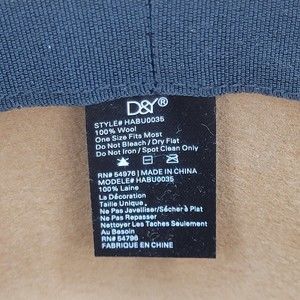 D&Y®
STYLE# HABU0035
100% Wool
One Size Fits Most
Do Not Bleach / Dry Flat
Do Not Iron / Spot Clean Only
RN# 54976 | MADE IN CHINA
MODELE# HABU0035
100% Laine
La Décoration
Taille Unique
Ne Pas Javelliser/Sécher à Plat
Ne Pas Repasser
Nettoyer Les Taches Seulement
Au Besoin
RN# 54796
FABRIQUE EN CHINE